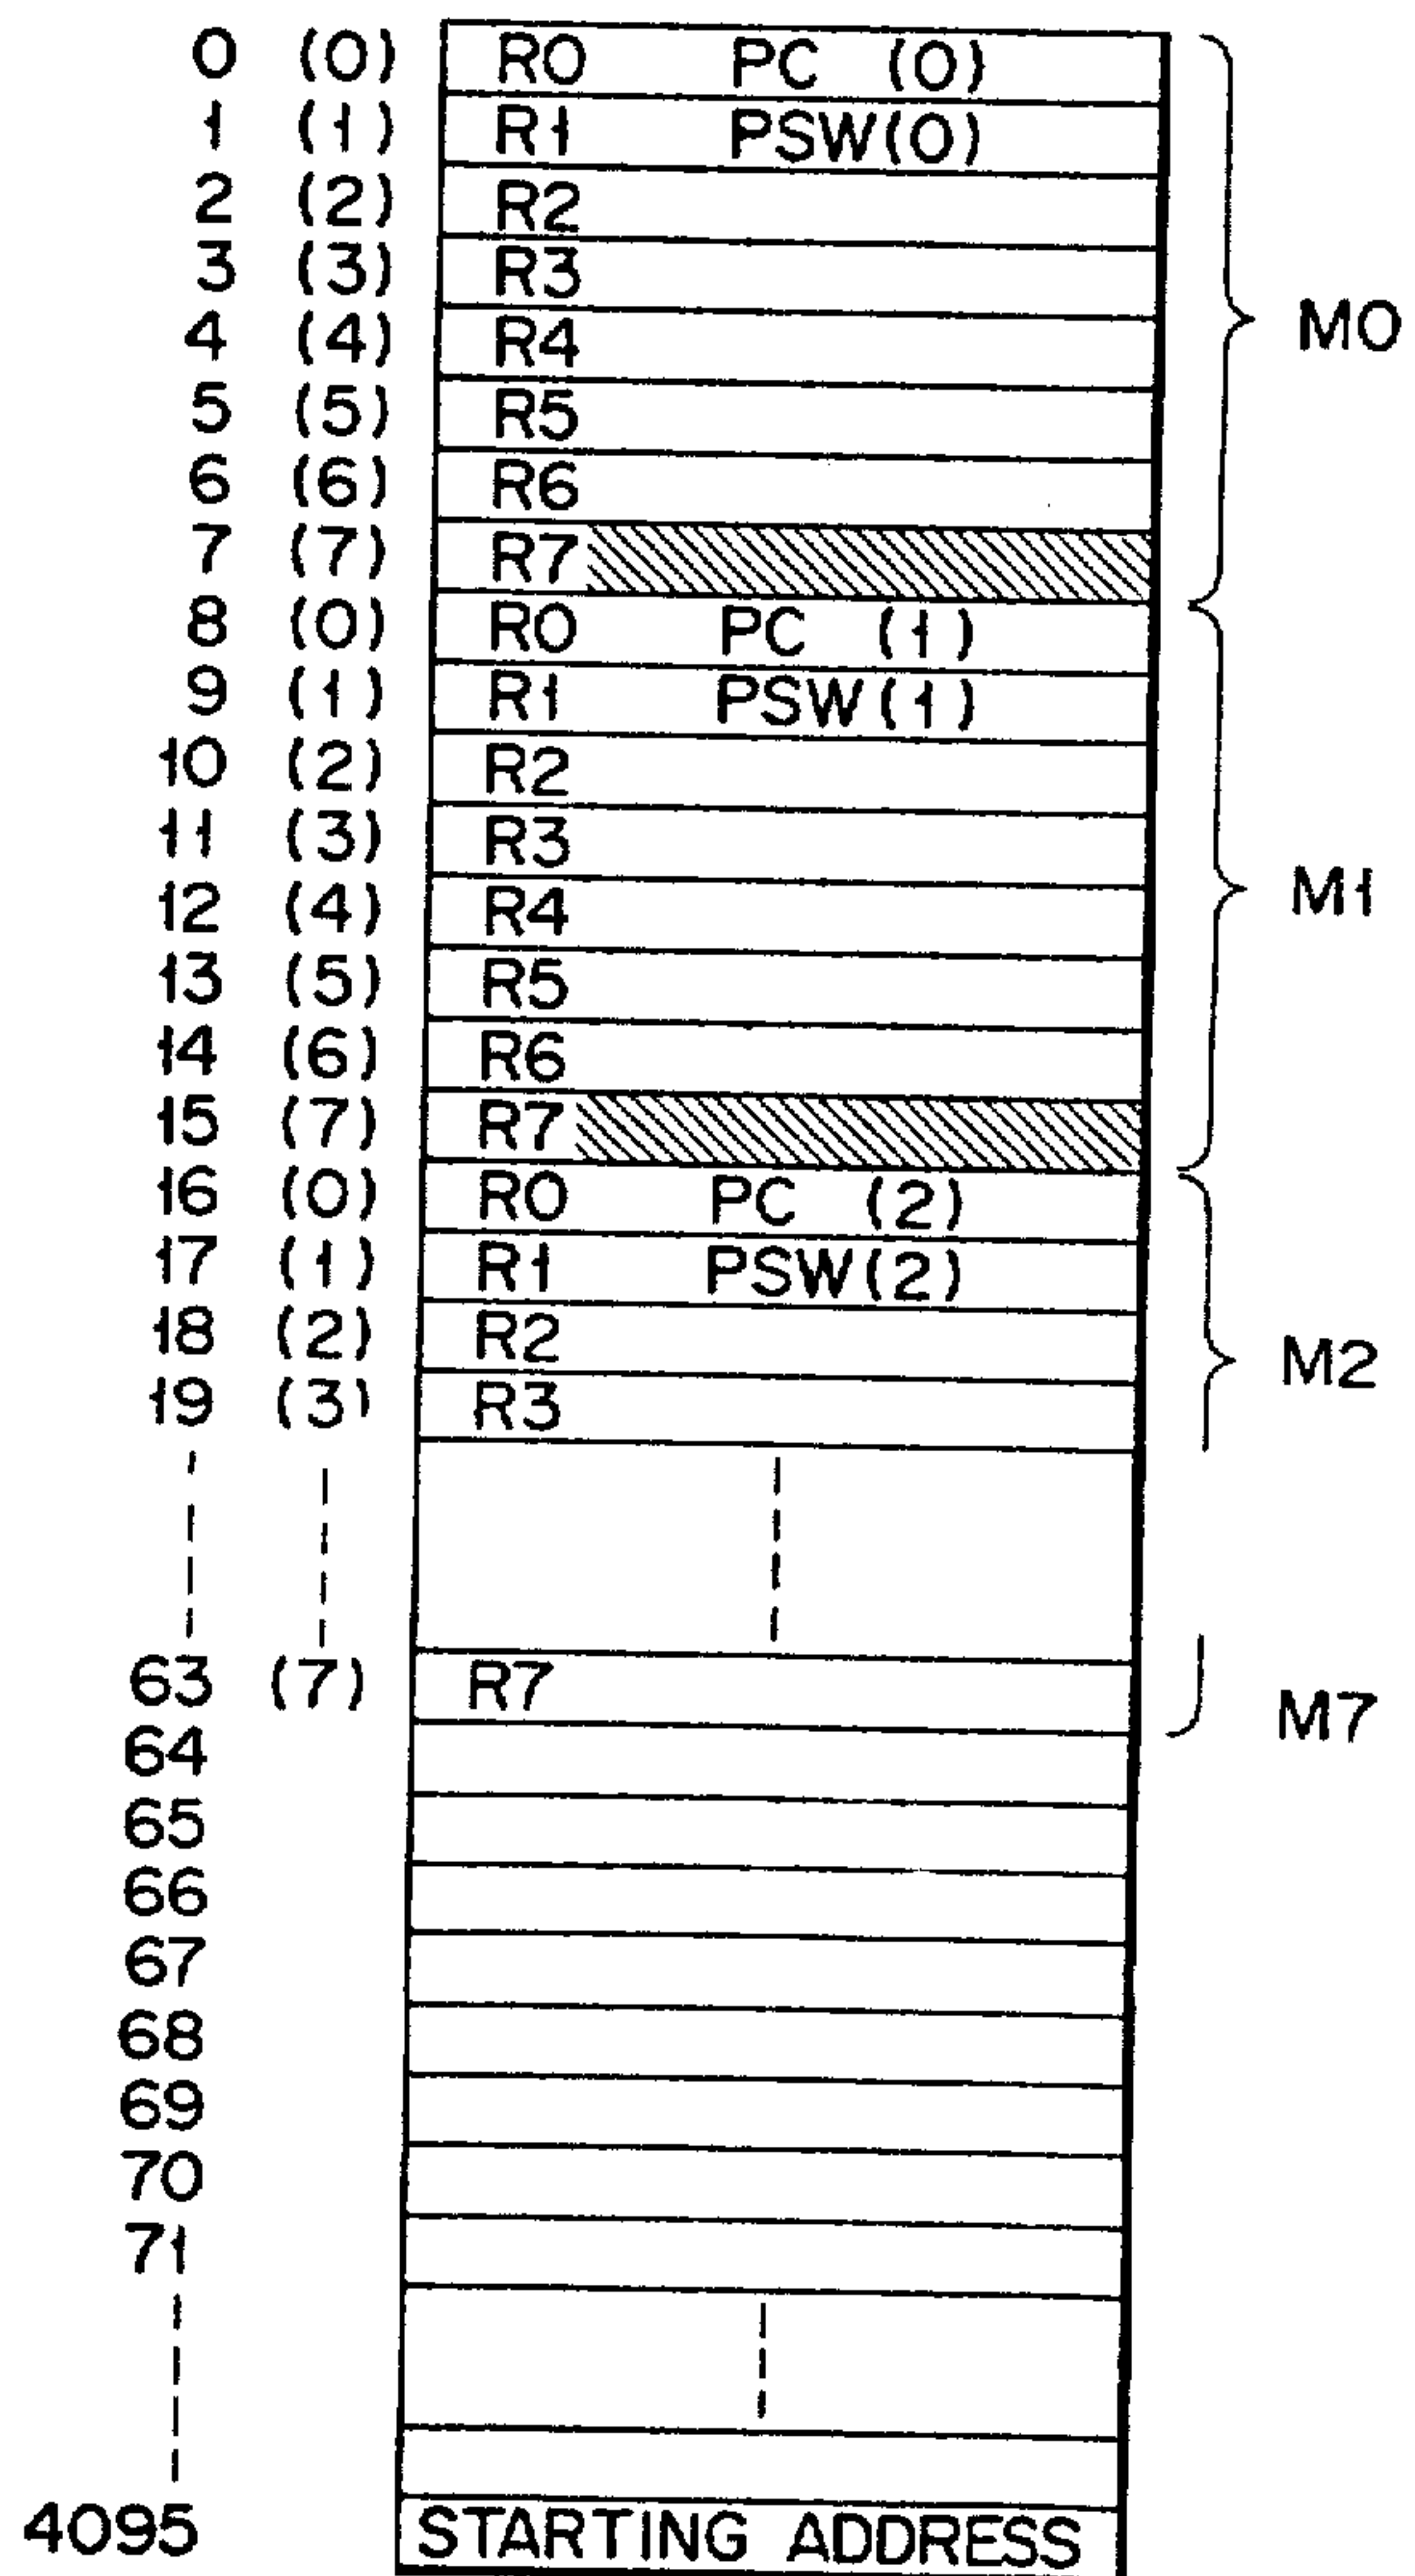 0 (0) R0 PC (0)
1 (1) R1 PSW(0)
2 (2) R2
3 (3) R3
4 (4) R4 M0
5 (5) R5
6 (6) R6
7 (7) R7
8 (0) R0 PC (1)
9 (1) R1 PSW(1)
10 (2) R2
11 (3) R3
12 (4) R4 M1
13 (5) R5
14 (6) R6
15 (7) R7
16 (0) R0 PC (2)
17 (1) R1 PSW(2)
18 (2) R2 M2
19 (3) R3
63 (7) R7 M7
64
65
66
67
68
69
70
71
4095 STARTING ADDRESS